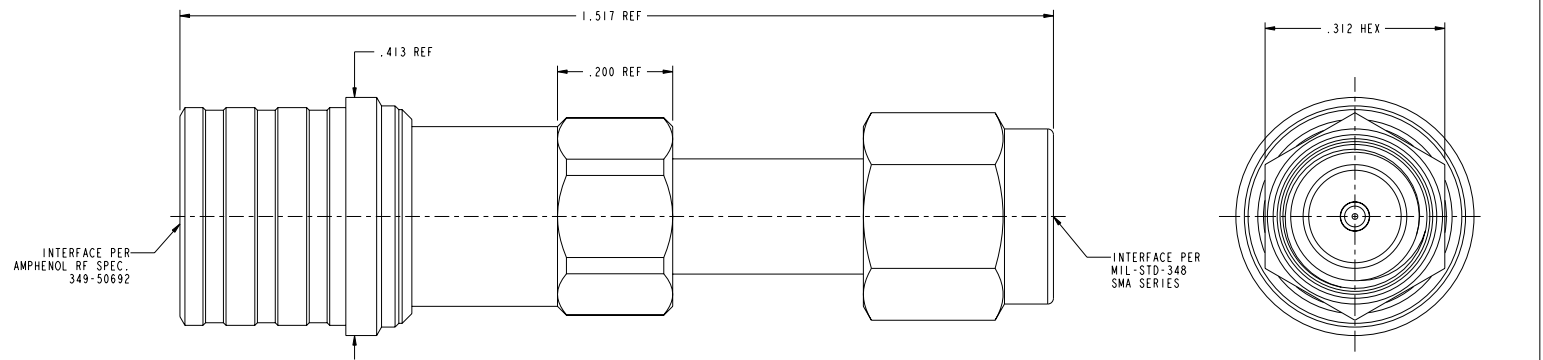 1.517 REF
.312 HEX
.413 REF
.200 REF
INTERFACE PER
AMPHENOL RF SPEC.
349-50692
INTERFACE PER
MIL-STD-348
SMA SERIES